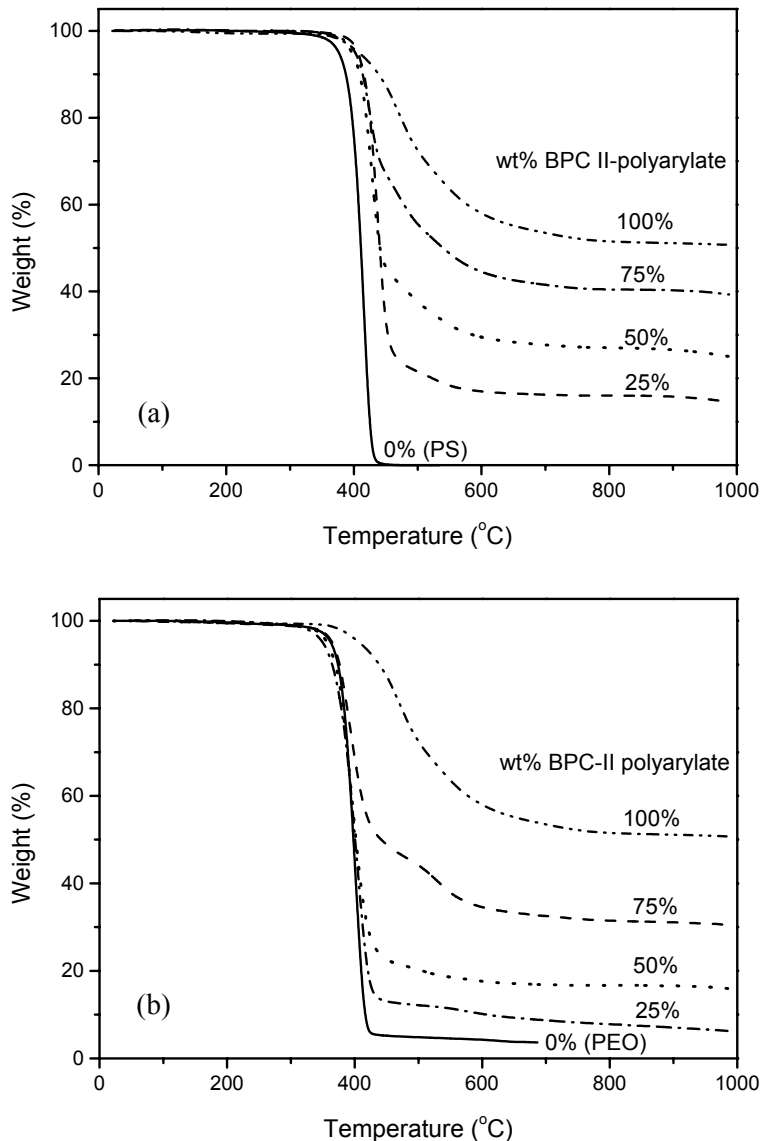 100
80
60
40
20
0
Weight (%)
wt% BPC II-polyarylate
100%
75%
50%
25%
0% (PS)
(a)
0 200 400 600 800 1000
Temperature (°C)
100
80
60
40
20
0
Weight (%)
wt% BPC-II polyarylate
100%
75%
50%
25%
0% (PEO)
(b)
0 200 400 600 800 1000
Temperature (°C)